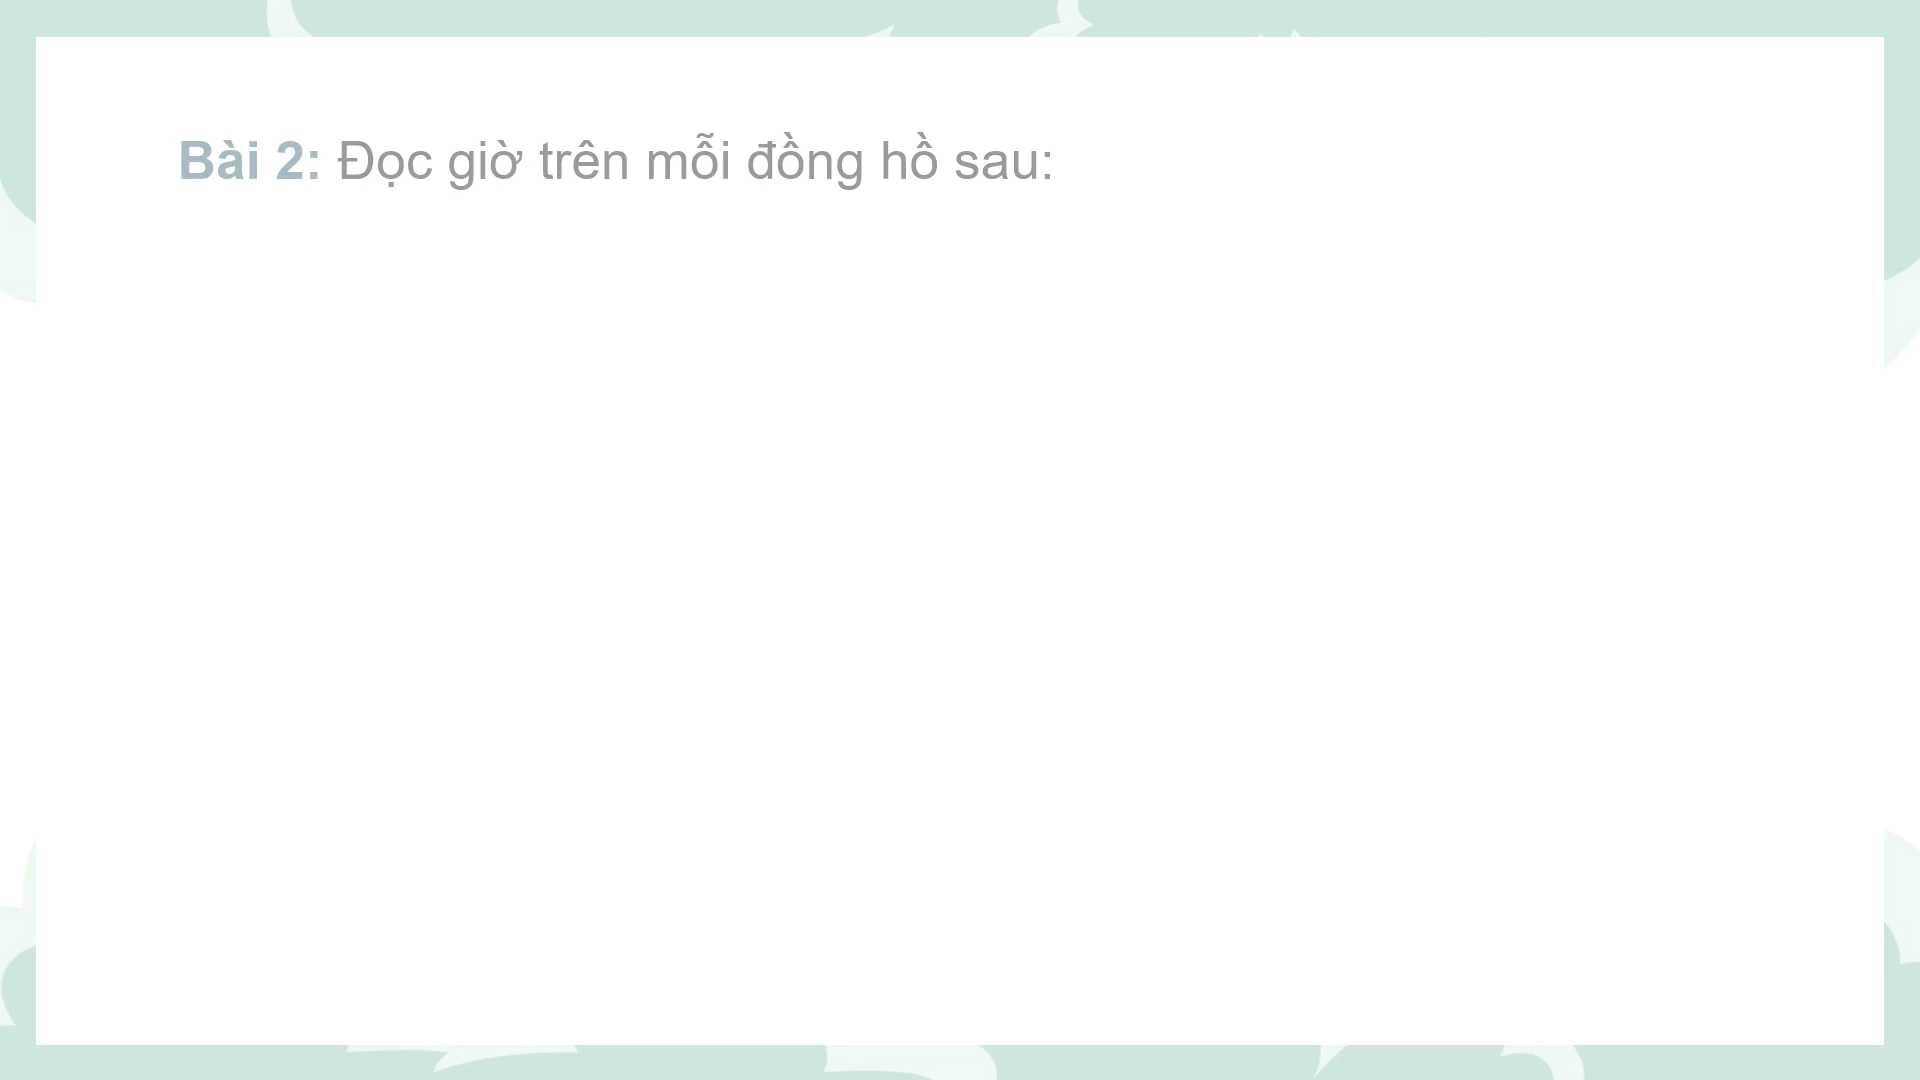 Bài 2: Đọc giờ trên mỗi đồng hồ sau: